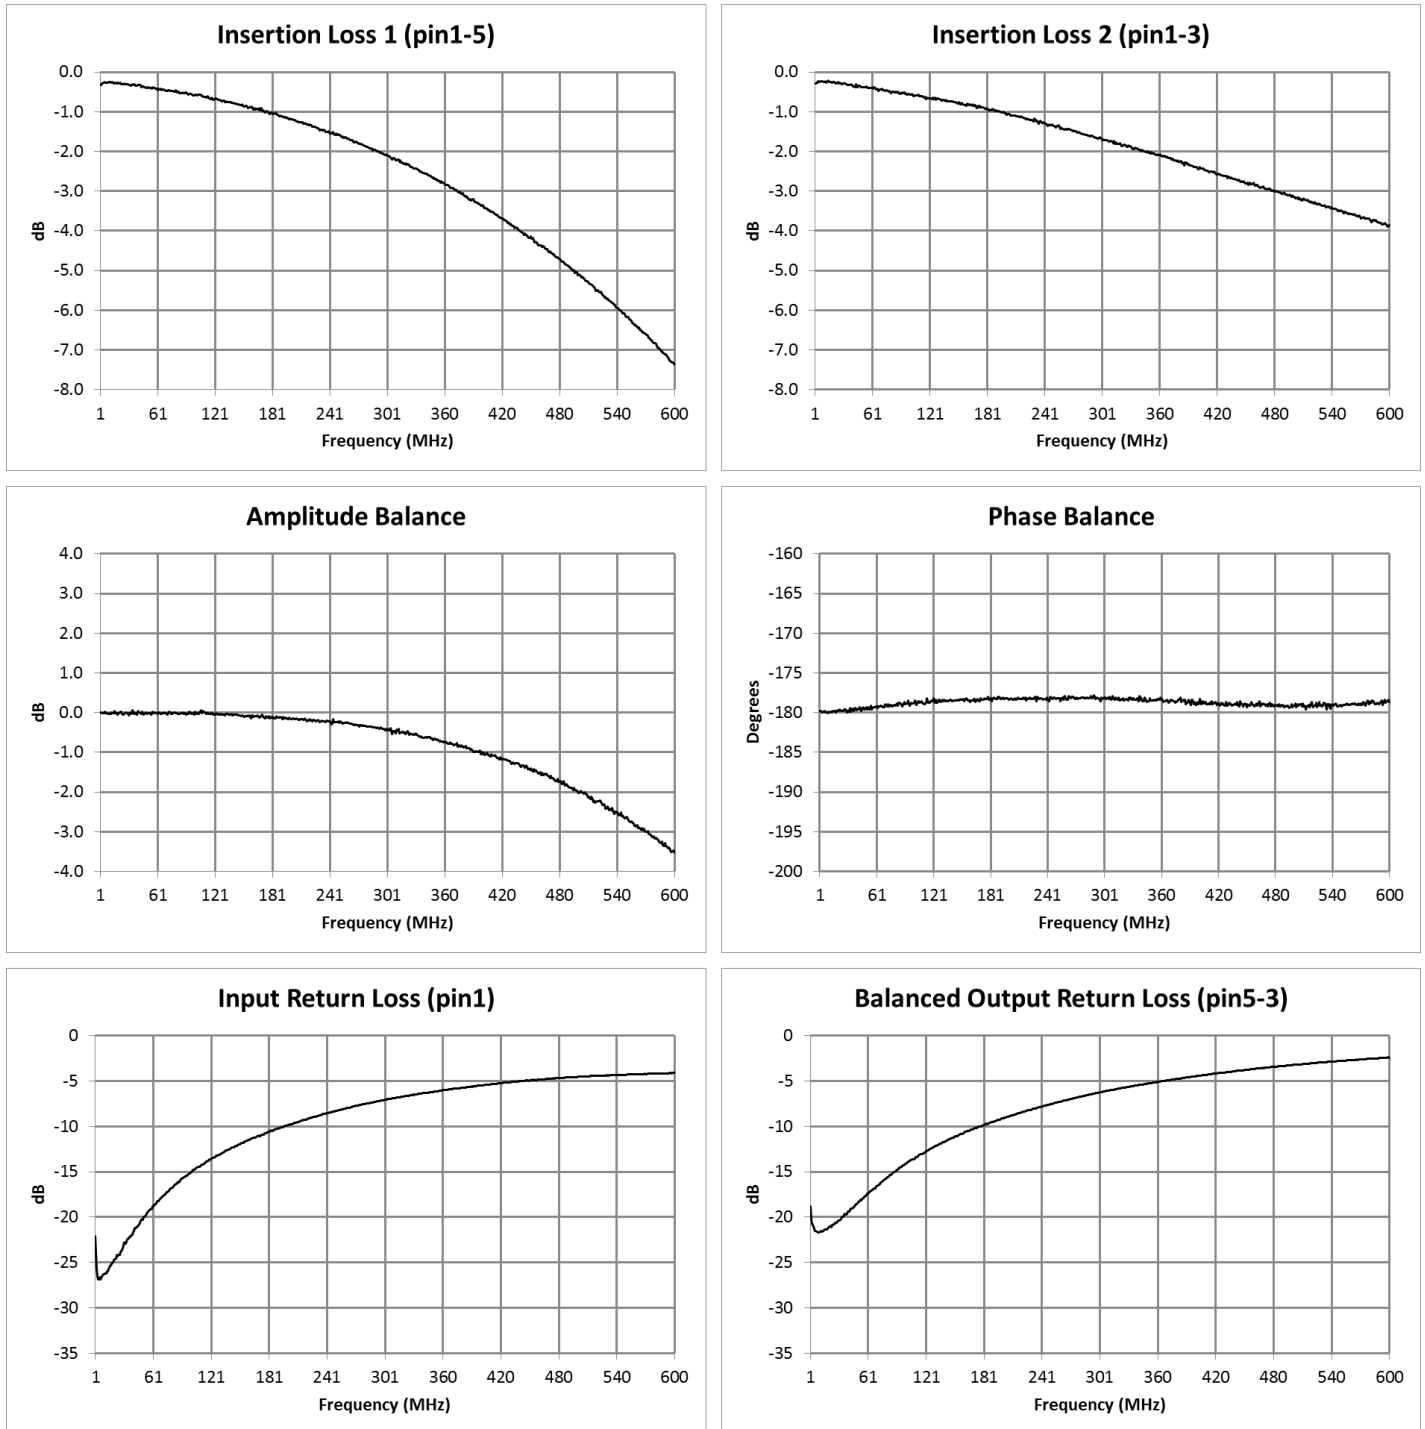 Insertion Loss 1 (pin1-5)
0.0
-1.0
-2.0
-3.0
-4.0
-5.0
-6.0
-7.0
-8.0
dB
1 61 121 181 241 301 360 420 480 540 600
Frequency (MHz)
Insertion Loss 2 (pin1-3)
0.0
-1.0
-2.0
-3.0
-4.0
-5.0
-6.0
-7.0
-8.0
dB
1 61 121 181 241 301 360 420 480 540 600
Frequency (MHz)
Amplitude Balance
4.0
3.0
2.0
1.0
0.0
-1.0
-2.0
-3.0
-4.0
dB
1 61 121 181 241 301 360 420 480 540 600
Frequency (MHz)
Phase Balance
-160
-165
-170
-175
-180
-185
-190
-195
-200
Degrees
1 61 121 181 241 301 360 420 480 540 600
Frequency (MHz)
Input Return Loss (pin1)
0
-5
-10
-15
-20
-25
-30
-35
dB
1 61 121 181 241 301 360 420 480 540 600
Frequency (MHz)
Balanced Output Return Loss (pin5-3)
0
-5
-10
-15
-20
-25
-30
-35
dB
1 61 121 181 241 301 360 420 480 540 600
Frequency (MHz)